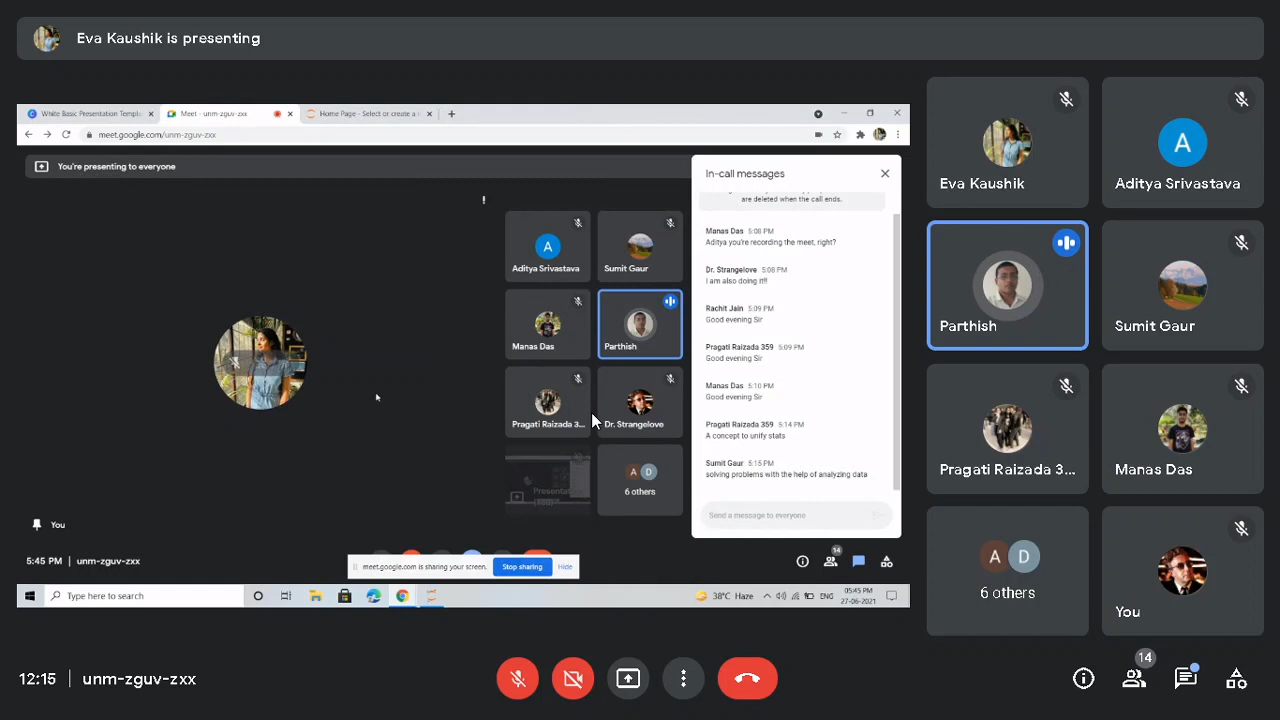 Eva Kaushik is presenting
White Basic Presentation Templ
Meet - unm-zguv-zxx
Home Page - Select or create a
meet.google.com/unm-zguv-zxx
You're presenting to everyone
In-call messages
are deleted when the call ends.
Manas Das 5:08 PM
Aditya you're recording the meet, right?
Dr. Strangelove 5:08 PM
I am also doing it!!
Rachit Jain 5:09 PM
Good evening Sir
Pragati Raizada 359 5:09 PM
Good evening Sir
Manas Das 5:10 PM
Good evening Sir
Pragati Raizada 359 5:14 PM
A concept to unify stats
Sumit Gaur 5:15 PM
solving problems with the help of analyzing data
Send a message to everyone
A
Aditya Srivastava
Sumit Gaur
Manas Das
Parthish
Pragati Raizada 3...
Dr. Strangelove
A D
6 others
You
5:45 PM | unm-zguv-zxx
meet.google.com is sharing your screen.
Stop sharing
Hide
14
Type here to search
38°C Haze
ENG
05:45 PM
27-06-2021
Eva Kaushik
A
Aditya Srivastava
Parthish
Sumit Gaur
Pragati Raizada 3...
Manas Das
A D
6 others
You
12:15 | unm-zguv-zxx
14